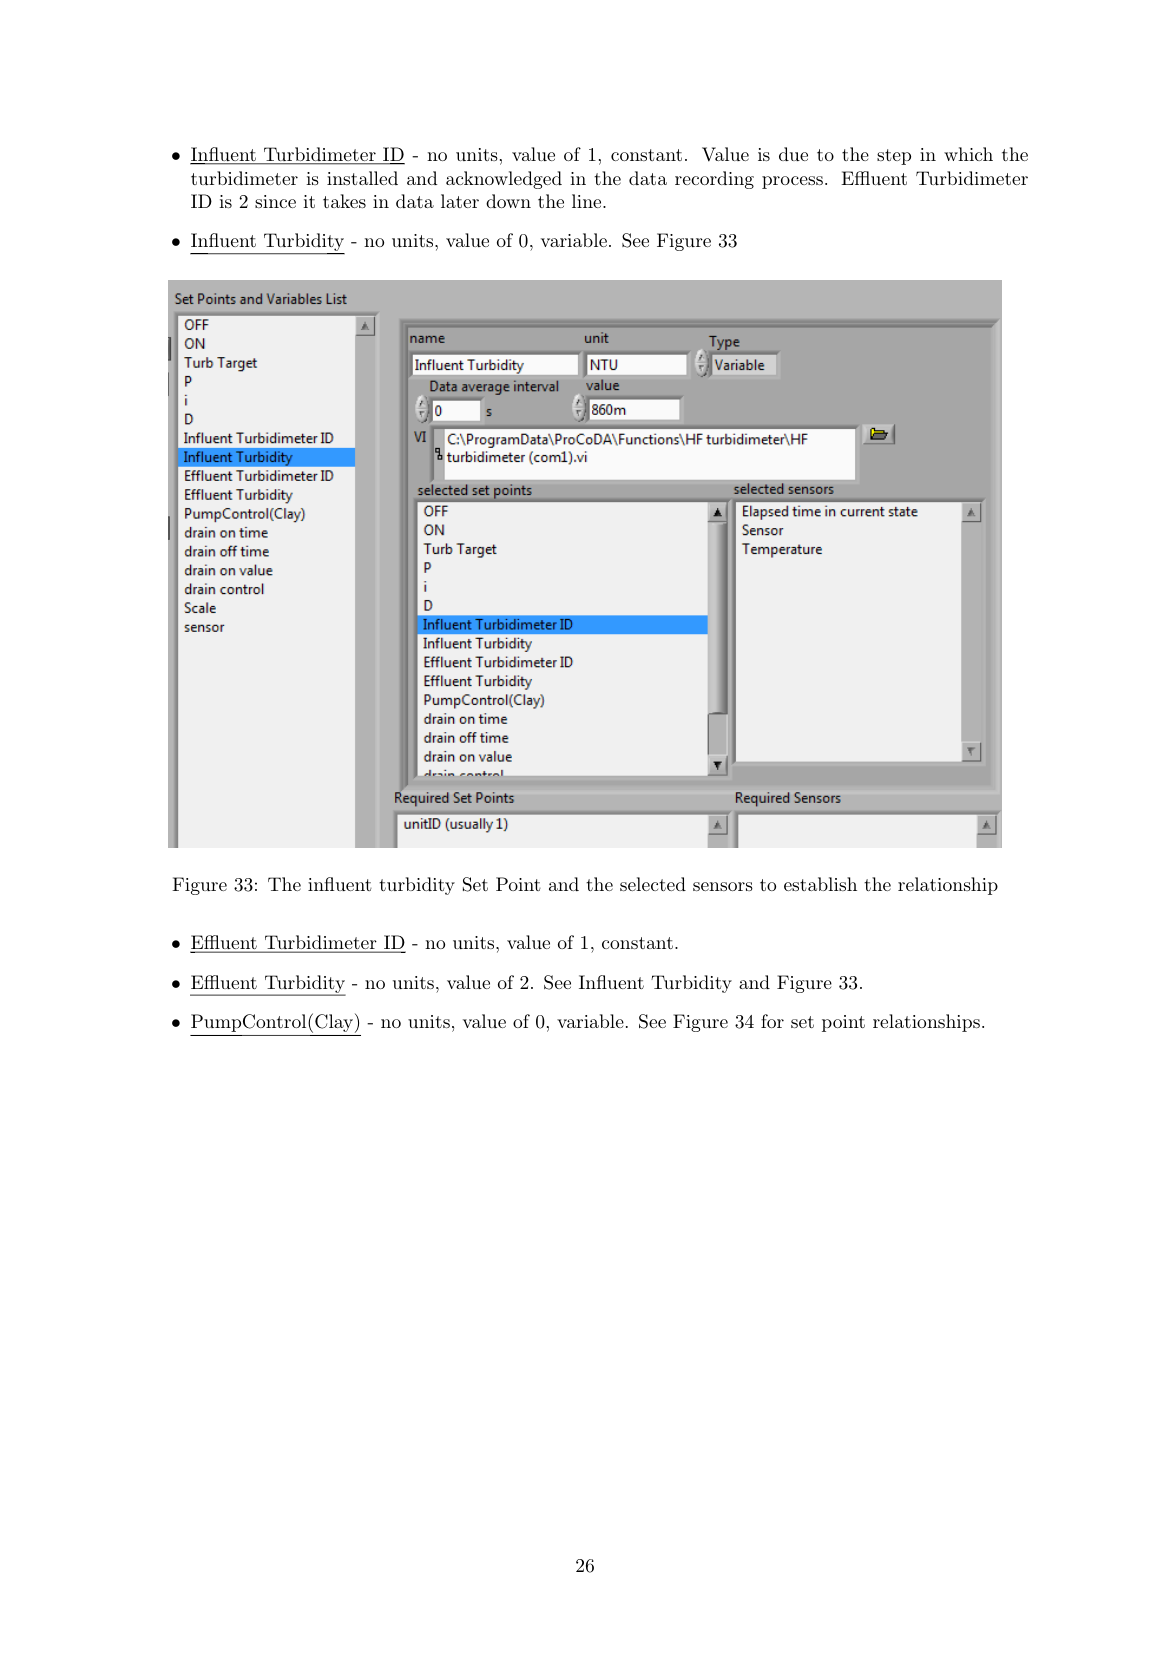 • Influent Turbidimeter ID - no units, value of 1, constant. Value is due to the step in which the
turbidimeter is installed and acknowledged in the data recording process. Effluent Turbidimeter
ID is 2 since it takes in data later down the line.
• Influent Turbidity - no units, value of 0, variable. See Figure 33
Set Points and Variables List
OFF
ON
Turb Target
P
i
D
Influent Turbidimeter ID
Influent Turbidity
Effluent Turbidimeter ID
Effluent Turbidity
PumpControl(Clay)
drain on time
drain off time
drain on value
drain control
Scale
sensor
name
unit
Type
Influent Turbidity
NTU
Variable
Data average interval
value
0
s
860m
VI
C:\ProgramData\ProCoDA\Functions\HF turbidimeter\HF
turbidimeter (com1).vi
selected set points
OFF
ON
Turb Target
P
i
D
Influent Turbidimeter ID
Influent Turbidity
Effluent Turbidimeter ID
Effluent Turbidity
PumpControl(Clay)
drain on time
drain off time
drain on value
drain control
selected sensors
Elapsed time in current state
Sensor
Temperature
Required Set Points
unitID (usually 1)
Required Sensors
Figure 33: The influent turbidity Set Point and the selected sensors to establish the relationship
• Effluent Turbidimeter ID - no units, value of 1, constant.
• Effluent Turbidity - no units, value of 2. See Influent Turbidity and Figure 33.
• PumpControl(Clay) - no units, value of 0, variable. See Figure 34 for set point relationships.
26